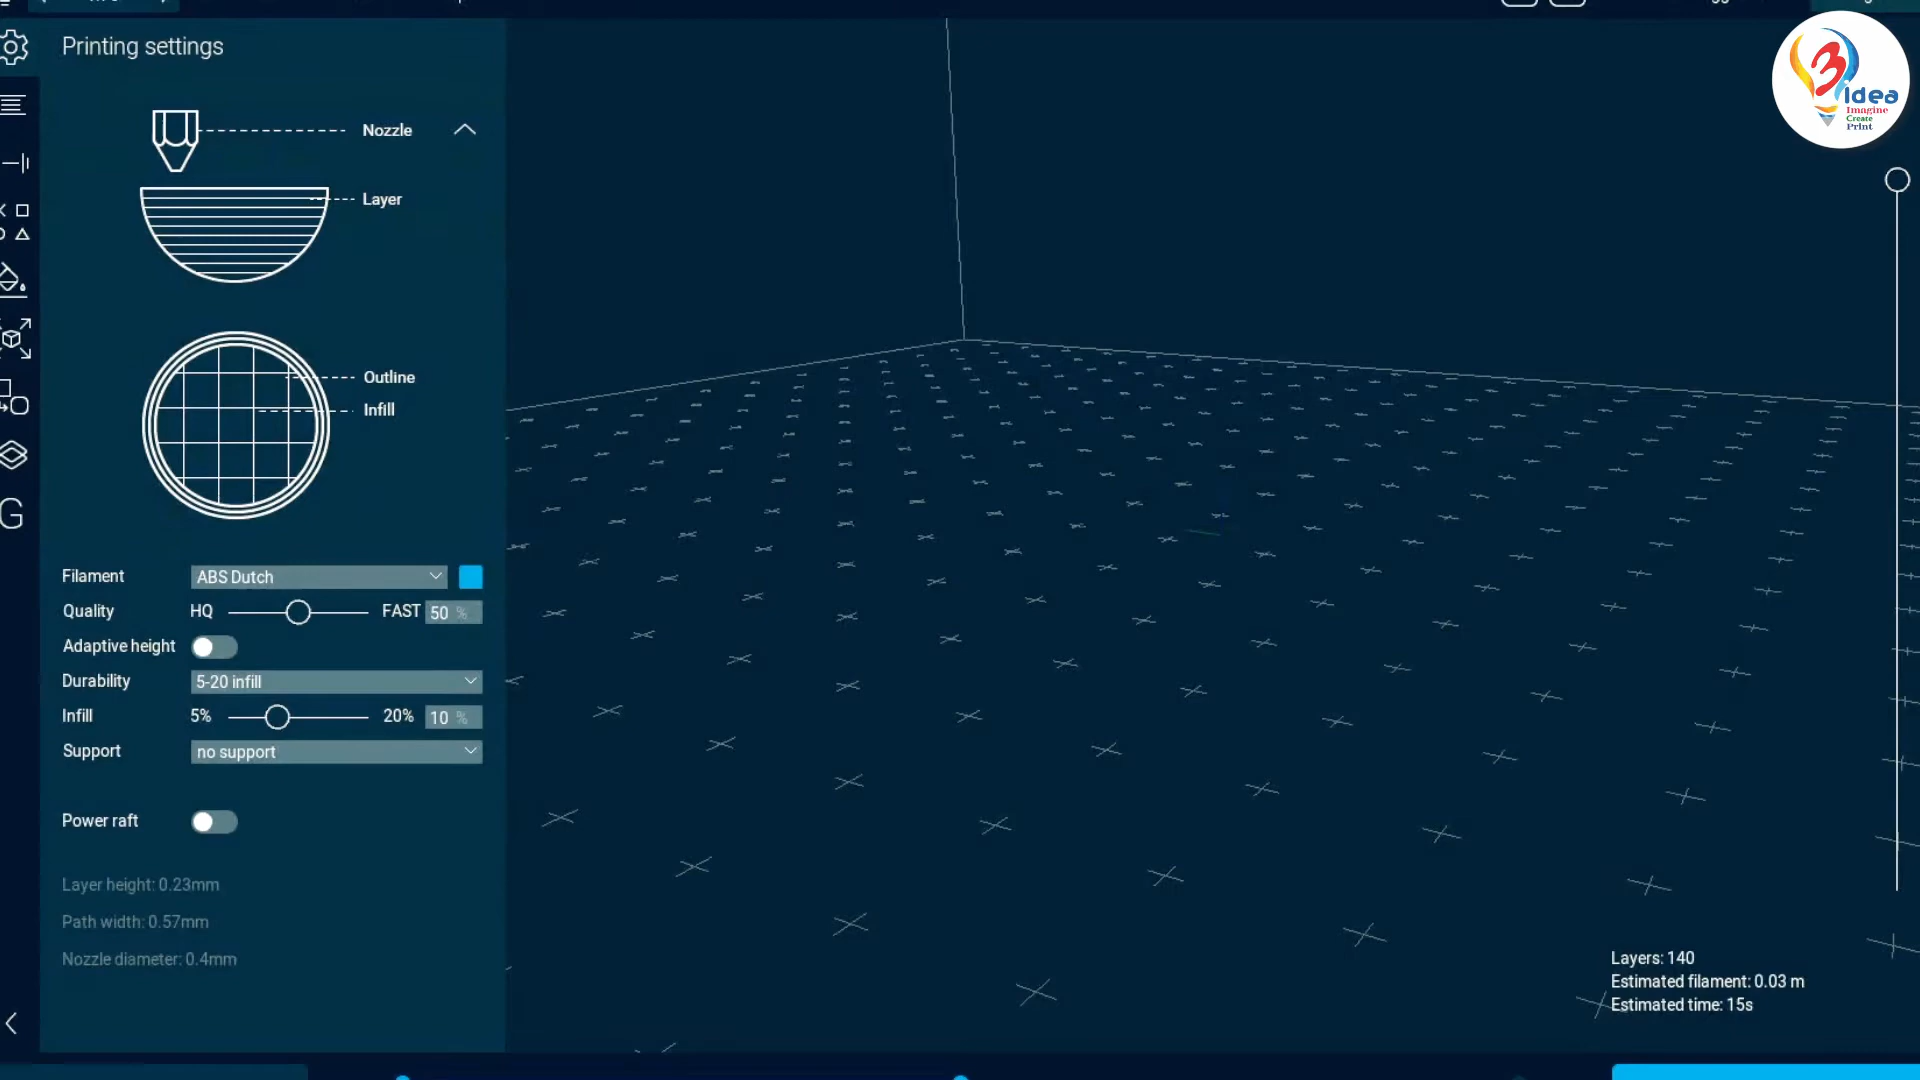 Printing settings
Nozzle
Layer
Outline
Infill
Filament ABS Dutch
Quality HQ FAST 50 %
Adaptive height
Durability 5-20 infill
Infill 5% 20% 10 %
Support no support
Power raft
Layer height: 0.23mm
Path width: 0.57mm
Nozzle diameter: 0.4mm
G
3idea
Imagine
Create
Print
Layers: 140
Estimated filament: 0.03 m
Estimated time: 15s